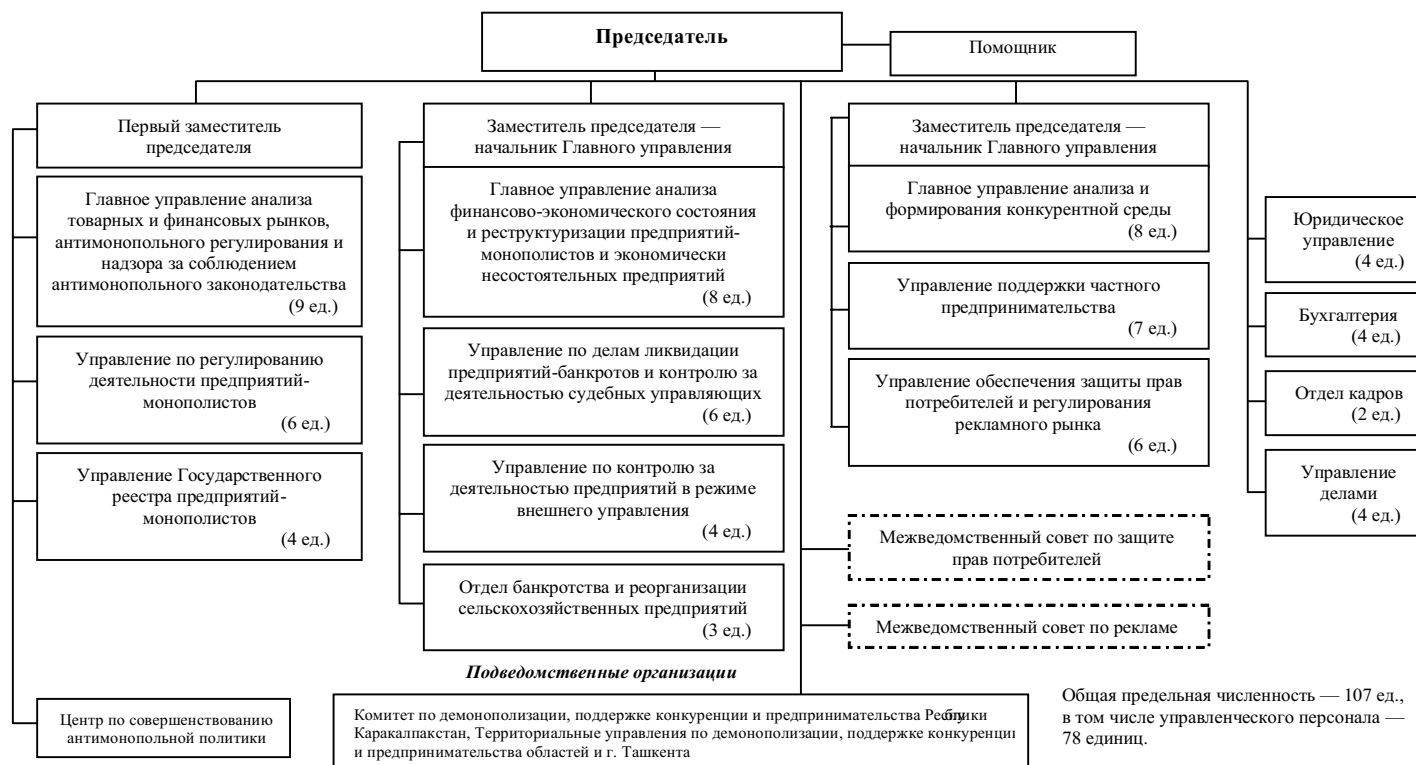 Председатель
Помощник
Первый заместитель
председателя
Главное управление анализа
товарных и финансовых рынков,
антимонопольного регулирования и
надзора за соблюдением
антимонопольного законодательства
(9 ед.)
Управление по регулированию
деятельности предприятий-
монополистов
(6 ед.)
Управление Государственного
реестра предприятий-
монополистов
(4 ед.)
Центр по совершенствованию
антимонопольной политики
Заместитель председателя —
начальник Главного управления
Главное управление анализа
финансово-экономического состояния
и реструктуризации предприятий-
монополистов и экономически
несостоятельных предприятий
(8 ед.)
Управление по делам ликвидации
предприятий-банкротов и контролю за
деятельностью судебных управляющих
(6 ед.)
Управление по контролю за
деятельностью предприятий в режиме
внешнего управления
(4 ед.)
Отдел банкротства и реорганизации
сельскохозяйственных предприятий
(3 ед.)
Заместитель председателя —
начальник Главного управления
Главное управление анализа и
формирования конкурентной среды
(8 ед.)
Управление поддержки частного
предпринимательства
(7 ед.)
Управление обеспечения защиты прав
потребителей и регулирования
рекламного рынка
(6 ед.)
Межведомственный совет по защите
прав потребителей
Межведомственный совет по рекламе
Юридическое
управление
(4 ед.)
Бухгалтерия
(4 ед.)
Отдел кадров
(2 ед.)
Управление
делами
(4 ед.)
Подведомственные организации
Комитет по демонополизации, поддержке конкуренции и предпринимательства
Каракалпакстан, Территориальные управления по демонополизации, поддержке конкуренции
и предпринимательства областей и г. Ташкента
Общая предельная численность — 107 ед.,
в том числе управленческого персонала —
78 единиц.